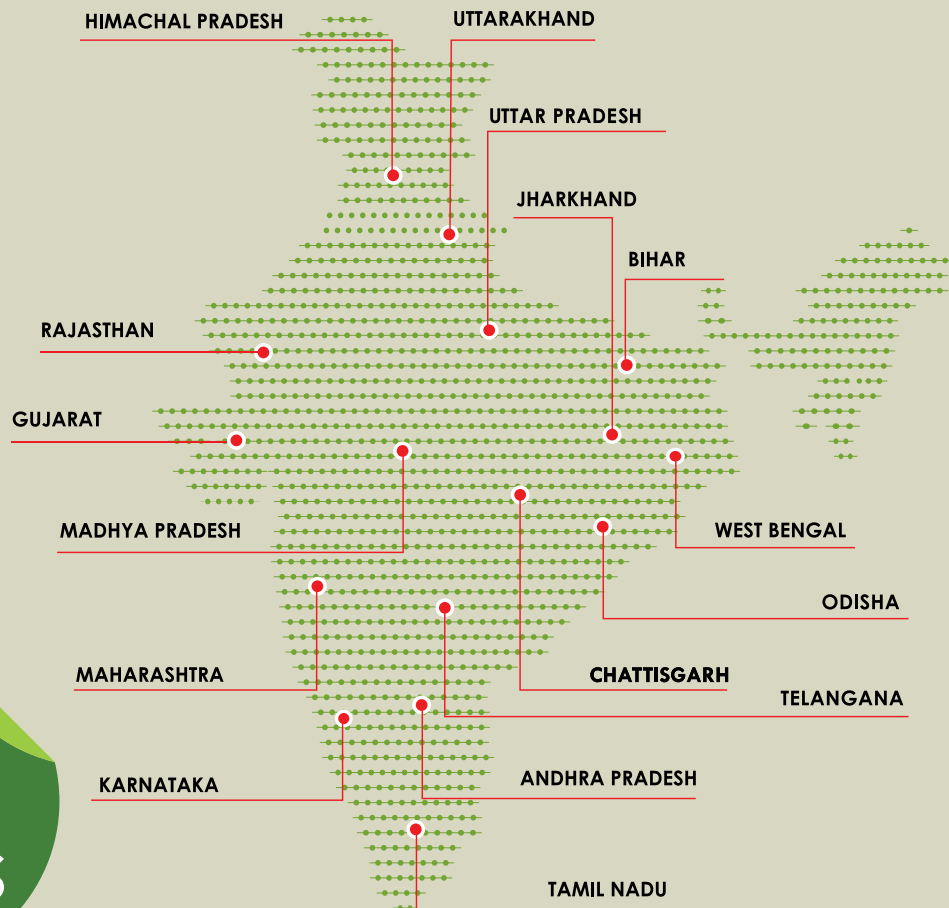 HIMACHAL PRADESH
UTTARAKHAND
UTTAR PRADESH
JHARKHAND
BIHAR
RAJASTHAN
GUJARAT
MADHYA PRADESH
WEST BENGAL
ODISHA
MAHARASHTRA
CHATTISGARH
TELANGANA
KARNATAKA
ANDHRA PRADESH
TAMIL NADU